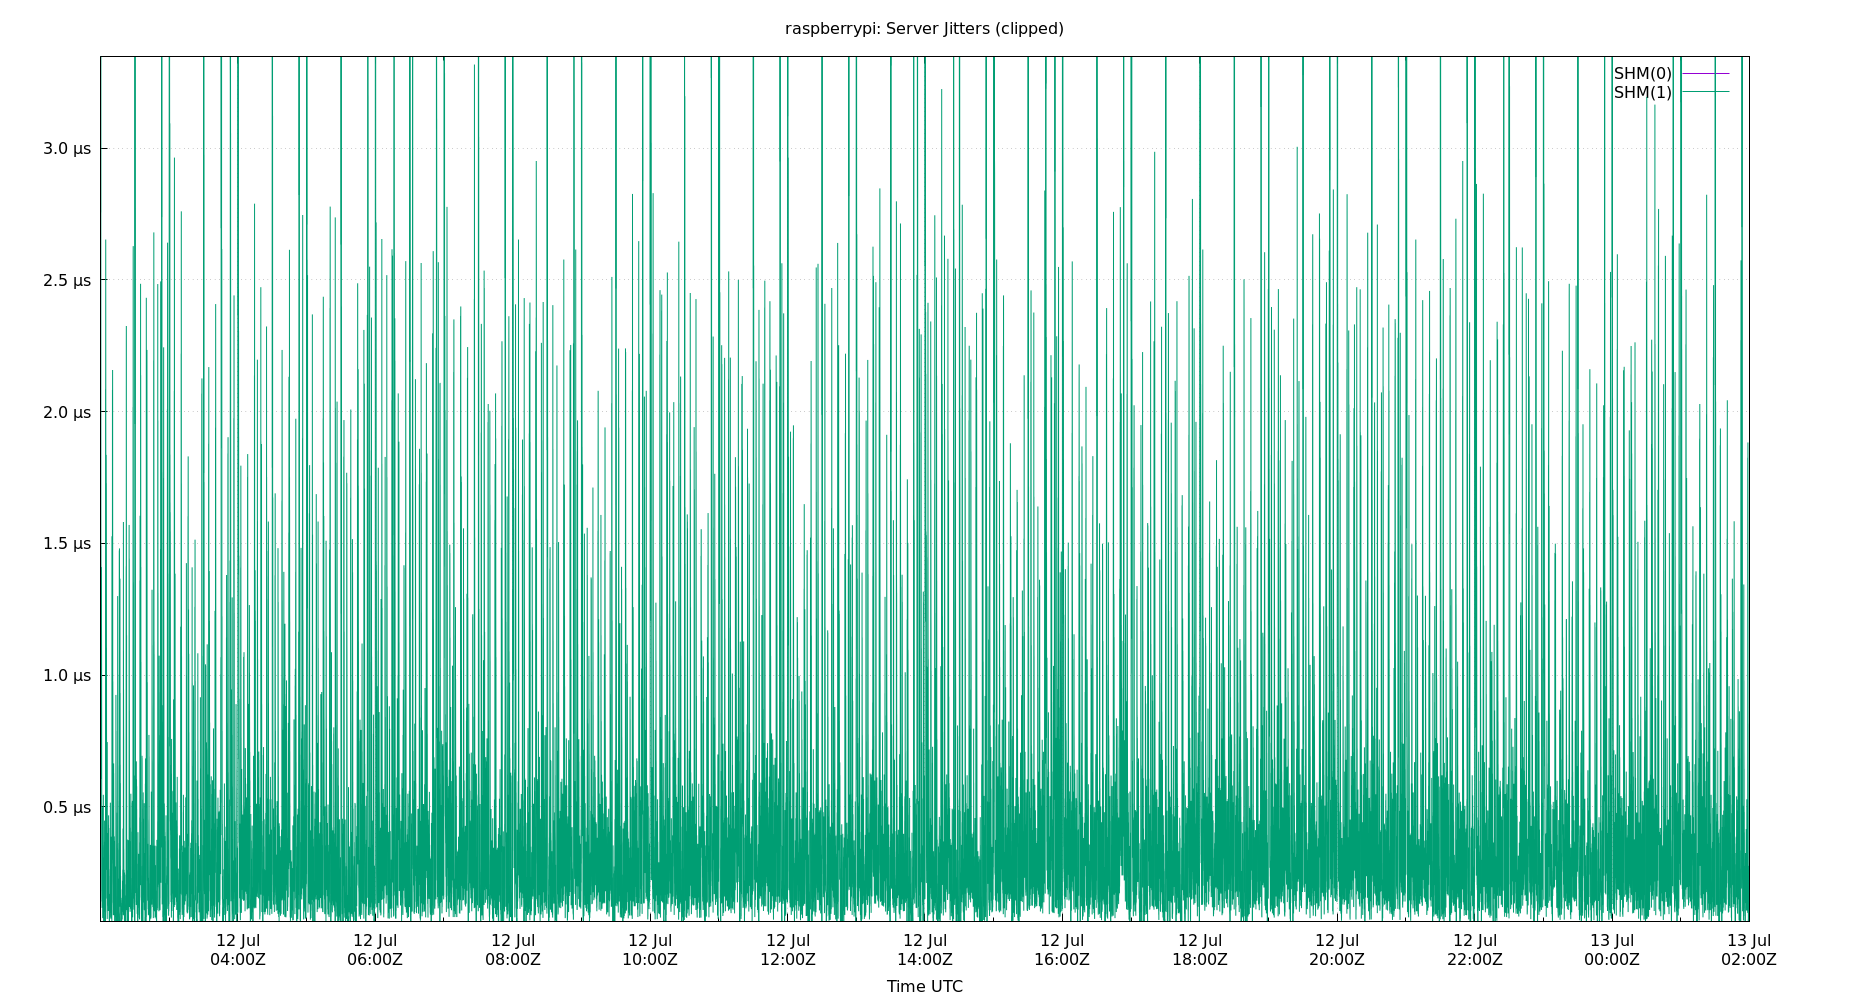 raspberrypi: Server Jitters (clipped)
SHM(0)
SHM(1)
3.0 µs
2.5 µs
2.0 µs
1.5 µs
1.0 µs
0.5 µs
12 Jul 12 Jul 12 Jul 12 Jul 12 Jul 12 Jul 12 Jul 12 Jul 12 Jul 12 Jul 13 Jul 13 Jul
04:00Z 06:00Z 08:00Z 10:00Z 12:00Z 14:00Z 16:00Z 18:00Z 20:00Z 22:00Z 00:00Z 02:00Z
Time UTC